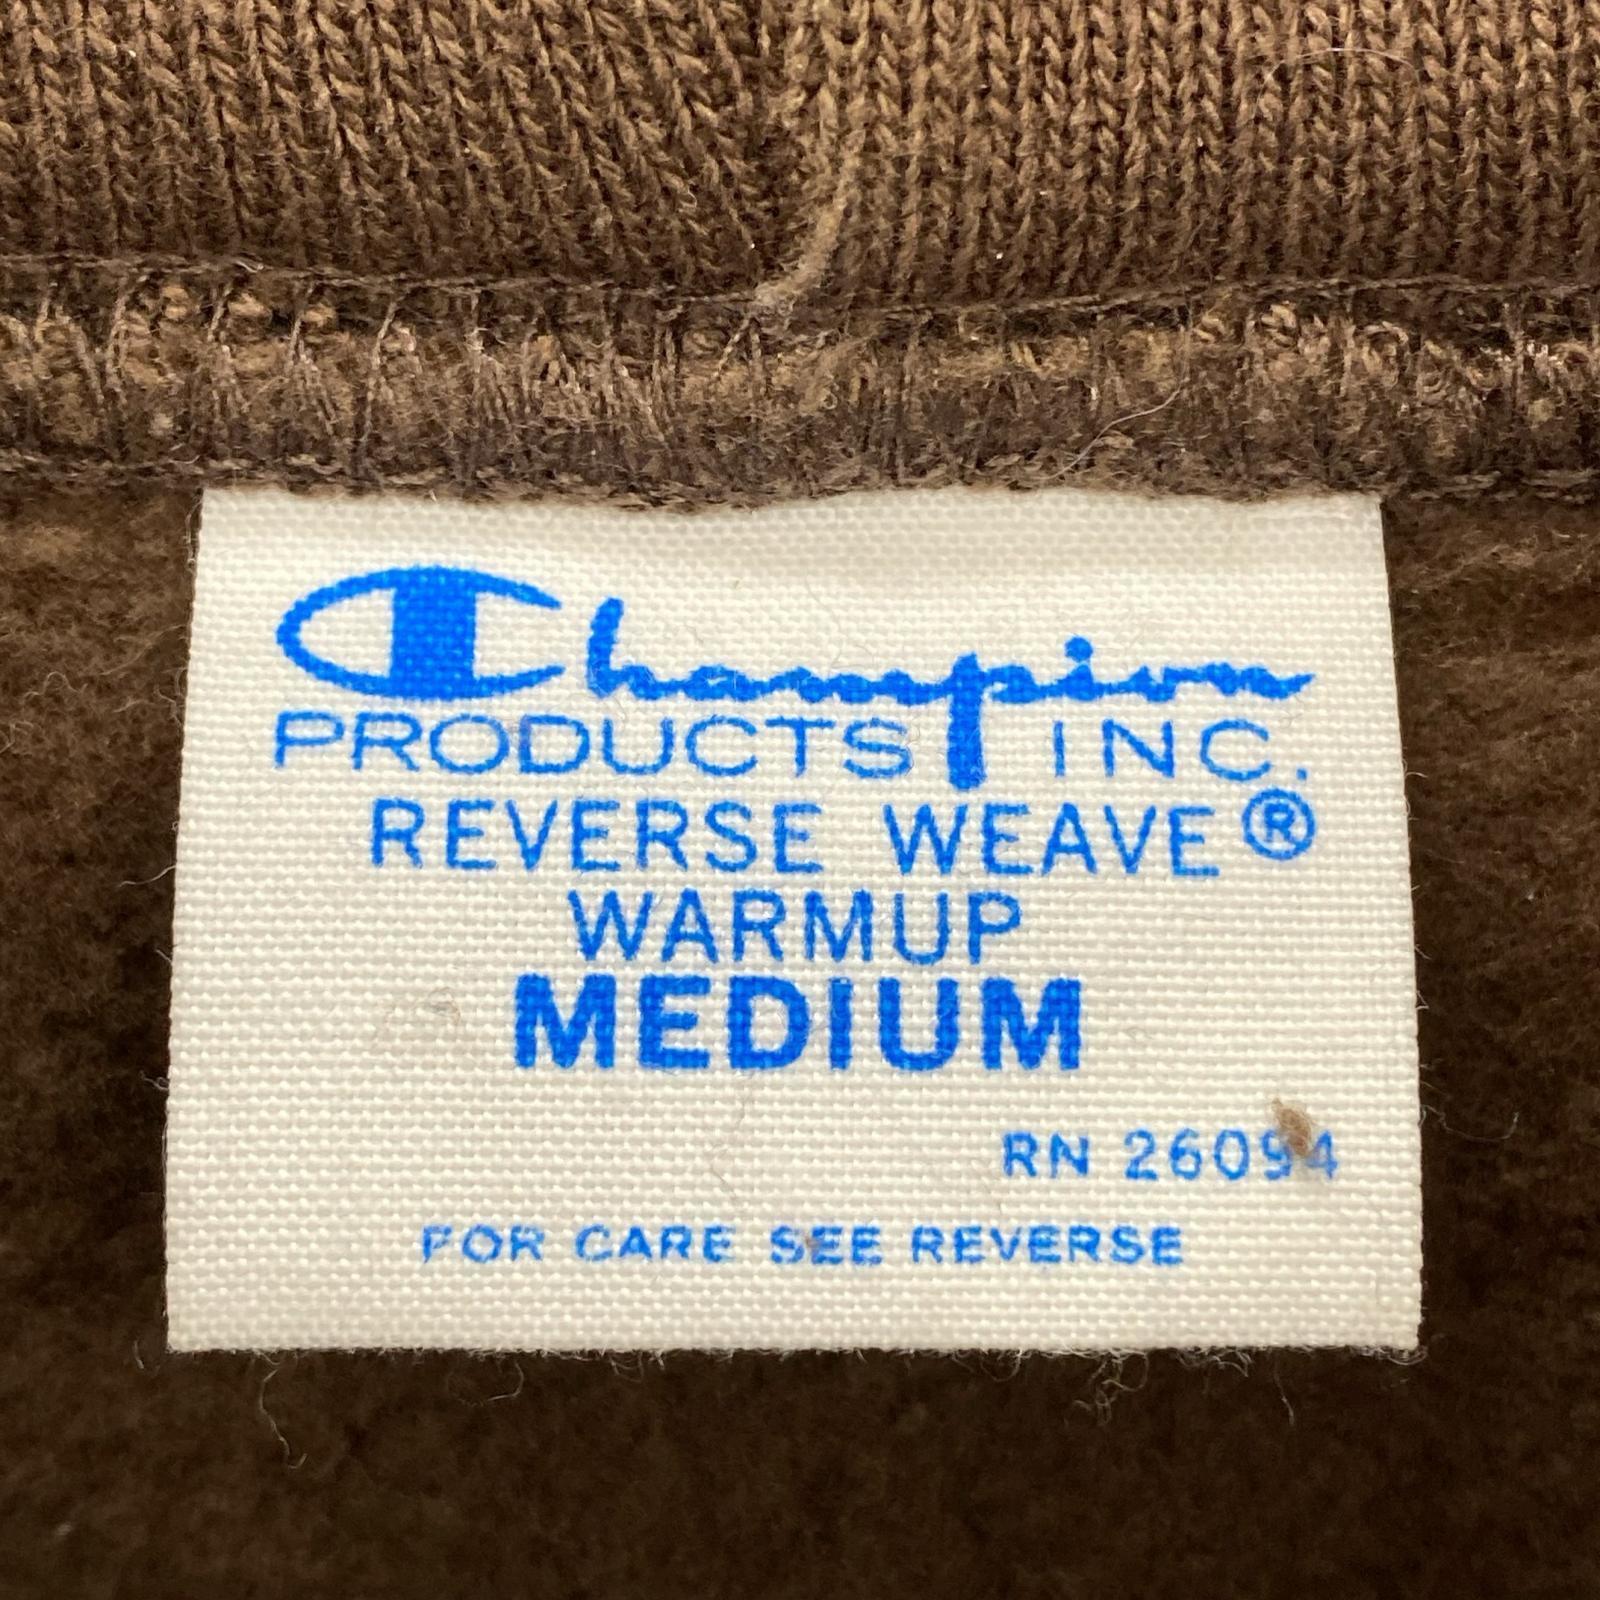 Champion
PRODUCTS INC.
REVERSE WEAVE®
WARMUP
MEDIUM
RN 26094
FOR CARE SEE REVERSE